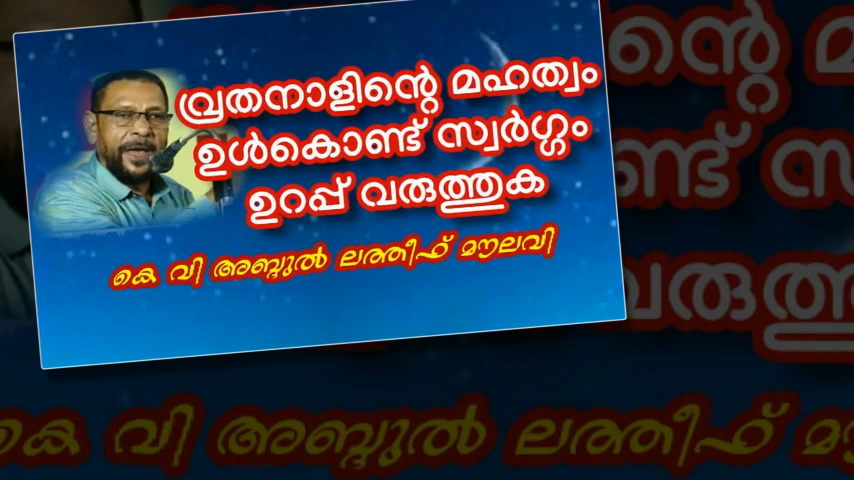 വ്രതനാളിന്റെ മഹത്വം
ഉൾകൊണ്ട് സ്വർഗ്ഗം
ഉറപ്പ് വരുത്തുക
കെ വി അബ്ദുൽ ലത്തീഫ് മൗലവി